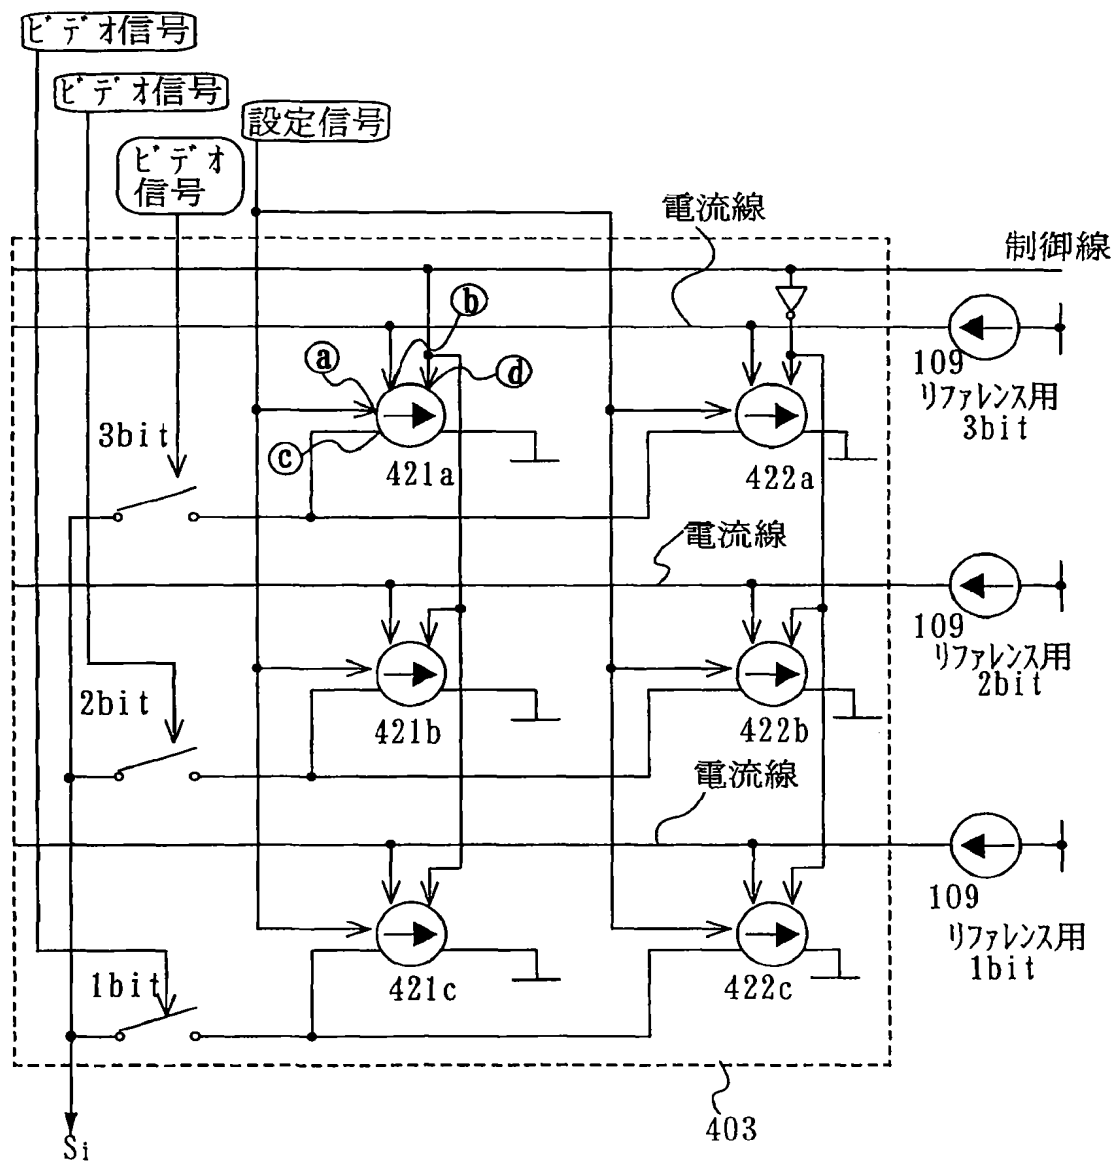 ビデオ信号
ビデオ信号
設定信号
ビデオ
信号
電流線
制御線
ⓑ
ⓐ
ⓓ
109
リファレンス用
3bit
3bit
ⓒ
421a
422a
電流線
109
リファレンス用
2bit
2bit
421b
422b
電流線
109
リファレンス用
1bit
1bit
421c
422c
403
Si